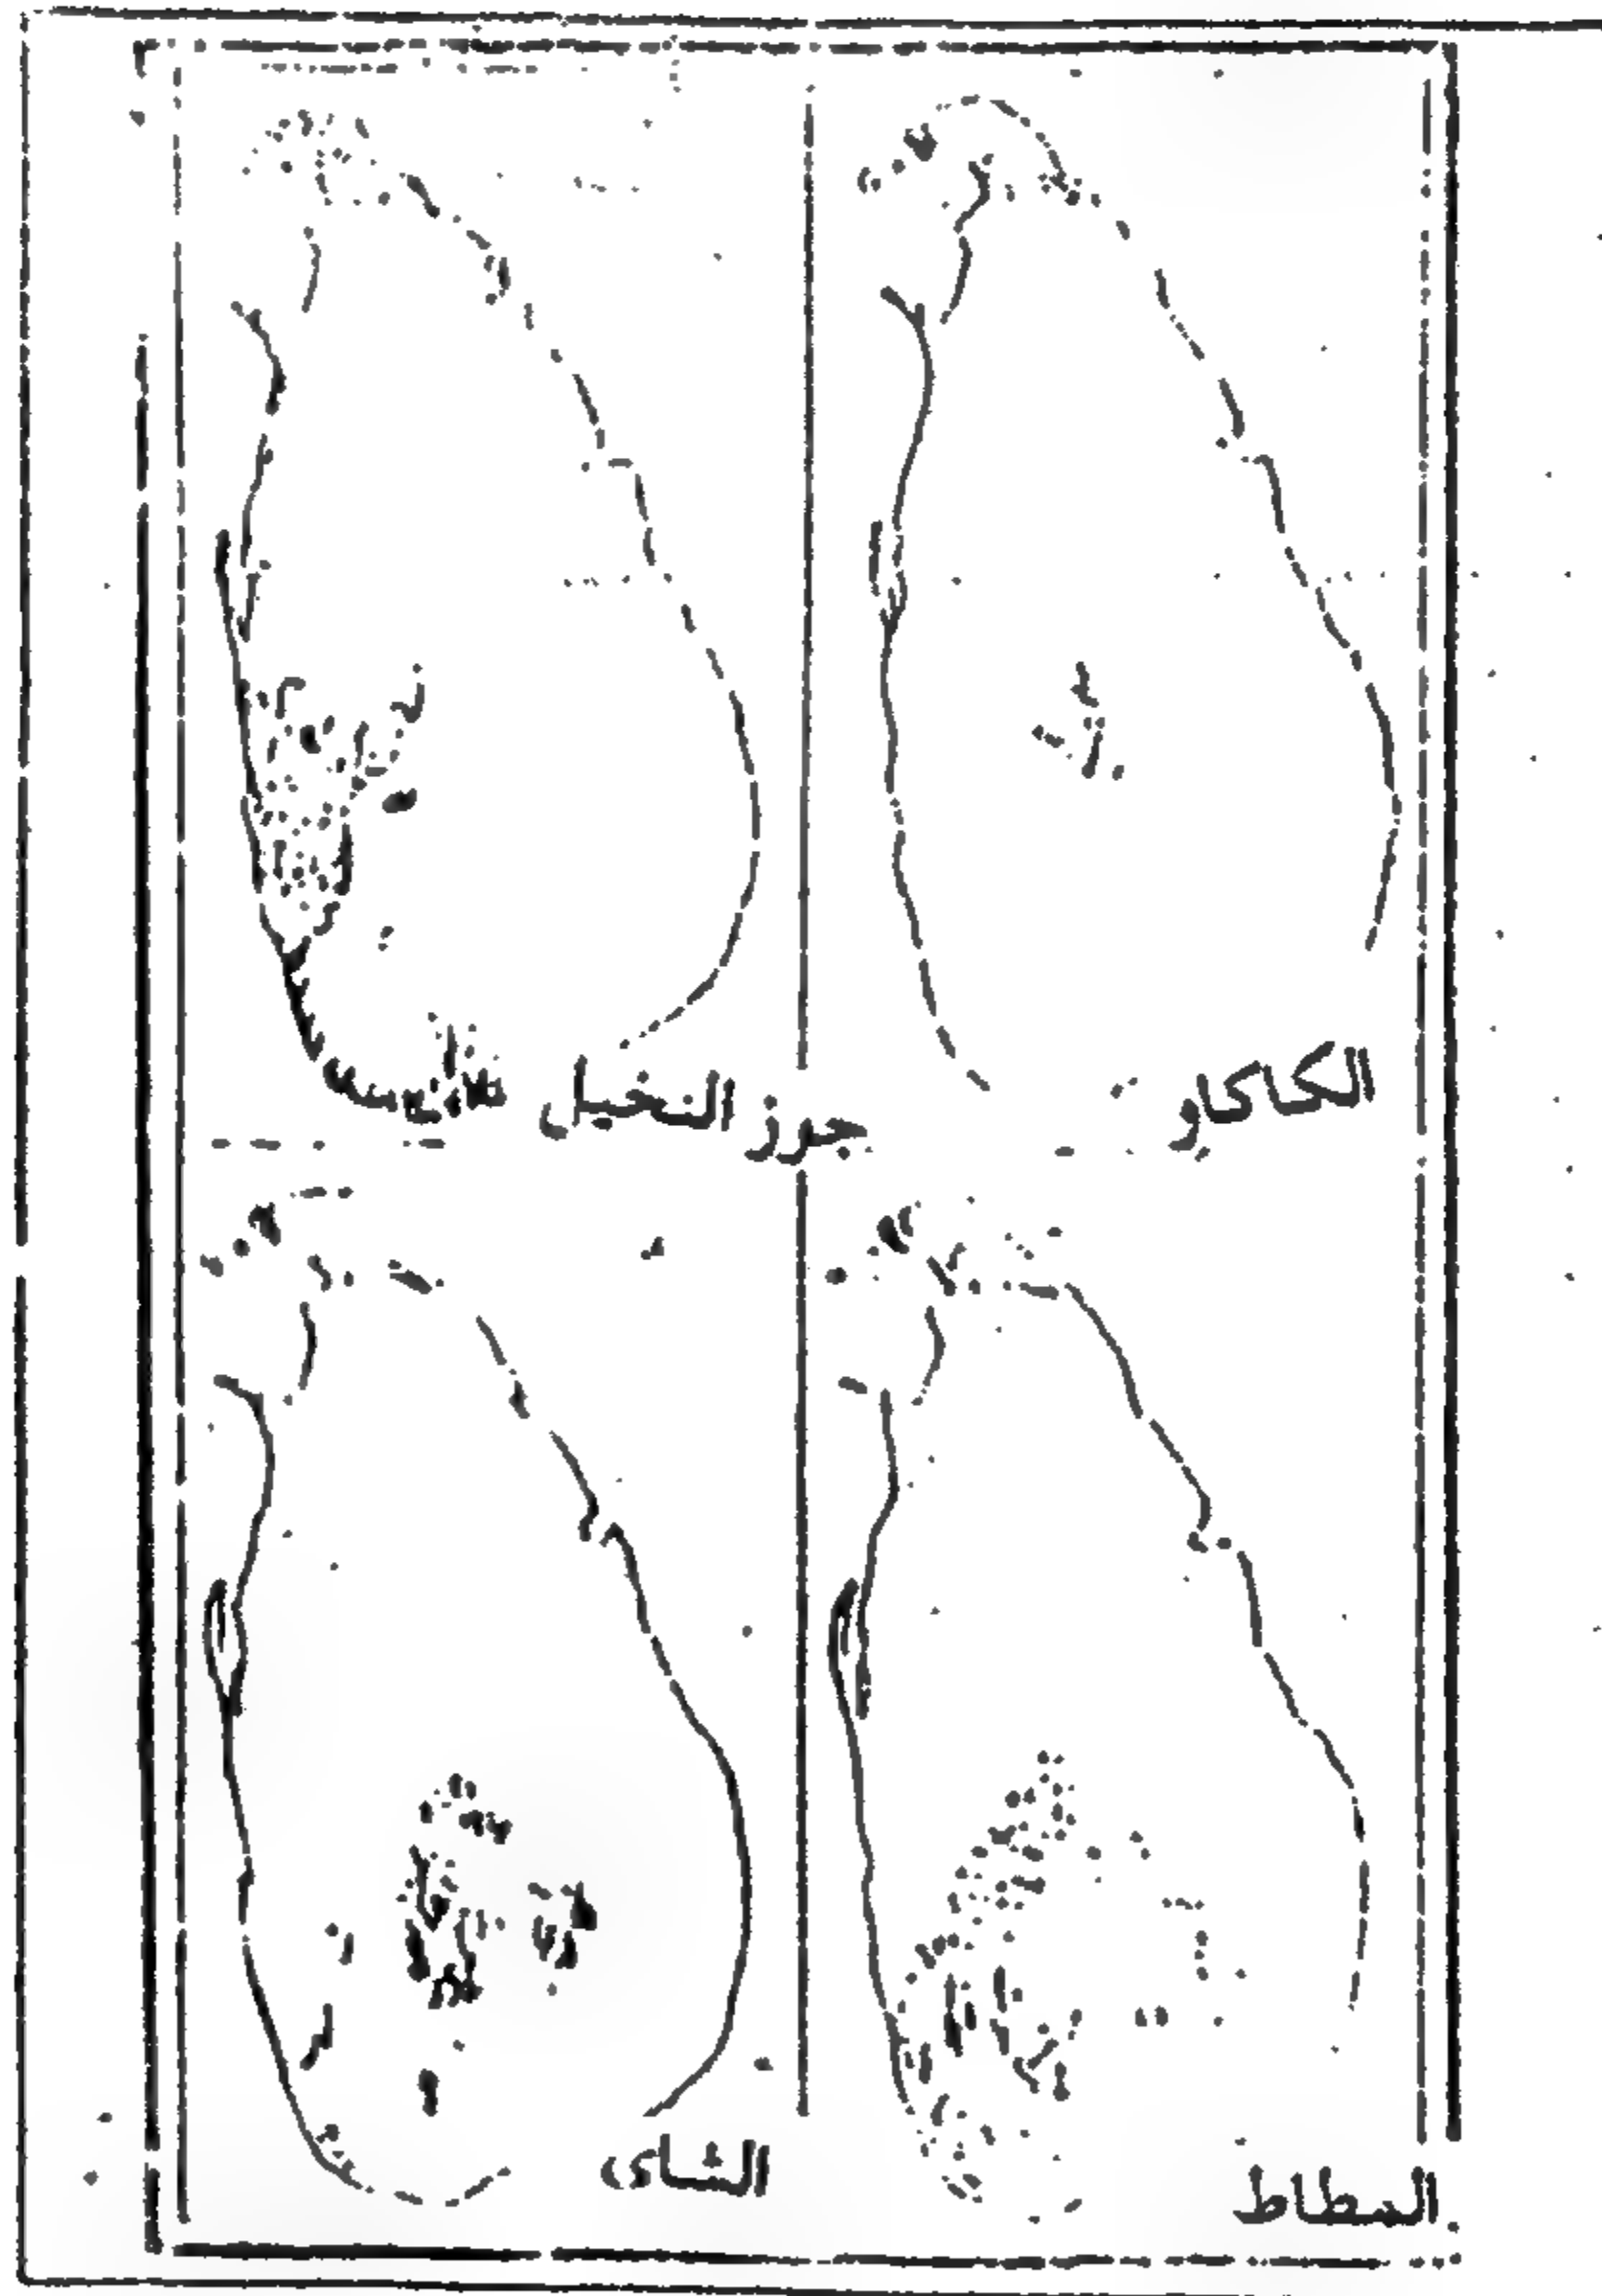 الكاكاو
جوز النخيل
المطاط
الشاى